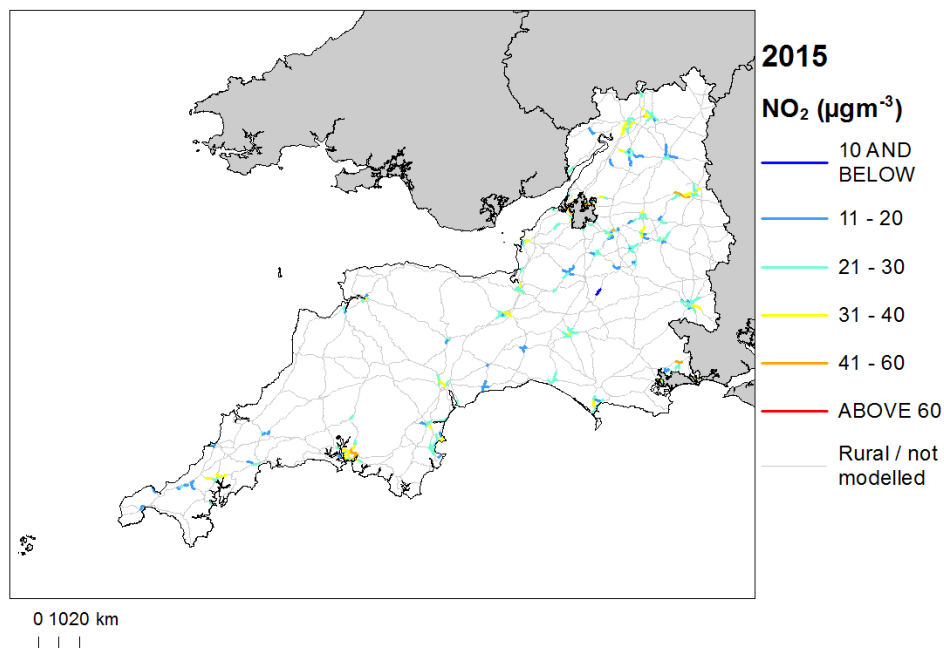 2015
NO₂ (µgm⁻³)
10 AND
BELOW
11 - 20
21 - 30
31 - 40
41 - 60
ABOVE 60
Rural / not
modelled
0 1020 km